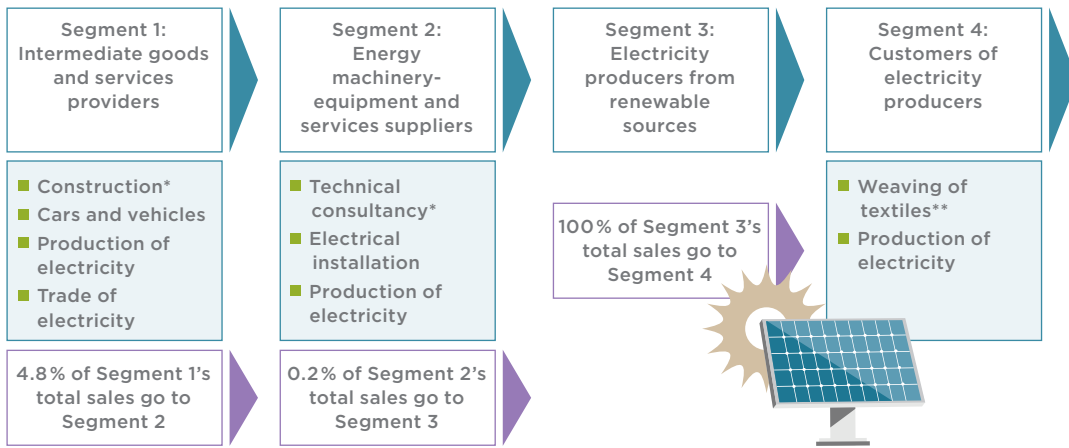 Segment 1:
Intermediate goods
and services
providers
Segment 2:
Energy
machinery-
equipment and
services suppliers
Segment 3:
Electricity
producers from
renewable
sources
Segment 4:
Customers of
electricity
producers
Construction*
Cars and vehicles
Production of
electricity
Trade of
electricity
Technical
consultancy*
Electrical
installation
Production of
electricity
100% of Segment 3's
total sales go to
Segment 4
Weaving of
textiles**
Production of
electricity
4.8% of Segment 1's
total sales go to
Segment 2
0.2% of Segment 2's
total sales go to
Segment 3